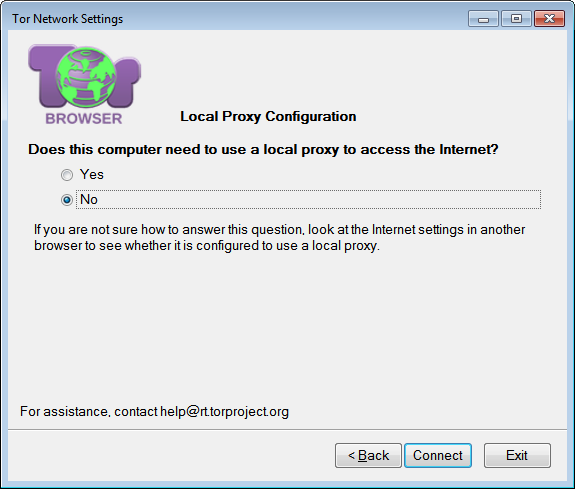 Tor Network Settings
Tor
BROWSER
Local Proxy Configuration
Does this computer need to use a local proxy to access the Internet?
Yes
No
If you are not sure how to answer this question, look at the Internet settings in another
browser to see whether it is configured to use a local proxy.
For assistance, contact help@rt.torproject.org
< Back
Connect
Exit